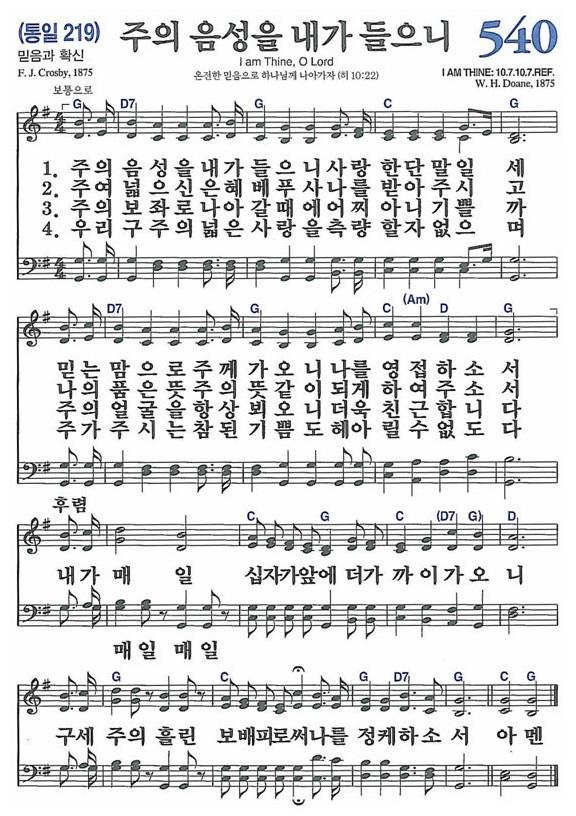 (통일 219) 주의 음성을 내가 들으니 540
믿음과 확신
I am Thine, O Lord
F. J. Crosby, 1875
온전한 믿음으로 하나님께 나아가자 (히 10:22)
I AM THINE: 10.7.10.7.REF.
W. H. Doane, 1875
보통으로
G D7 G C G
1. 주의 음성을내가 들으 니사랑 한단 말일 세
2. 주여 넓으신은혜 베푸 사나를 받아 주시 고
3. 주의 보좌로나아 갈때 에어찌 아니 기쁠 까
4. 우리 구주의넓은 사랑 을측량 할자 없으 며
D7 G C (Am) D G
믿는 맘으로주께 가오 니나를 영접 하소 서
나의 품은뜻주의 뜻같 이되게 하여 주소 서
주의 얼굴을항상 뵈오 니더욱 친근 합니 다
주가 주시는참된 기쁨 도헤아 릴수 없도 다
후렴
C G C (D7 G) D
내가 매 일 십자가앞에 더가 까이가 오 니
매일 매일
G C G D7 G C G
구세 주의 흘린 보배피로써나를 정케하소 서 아멘